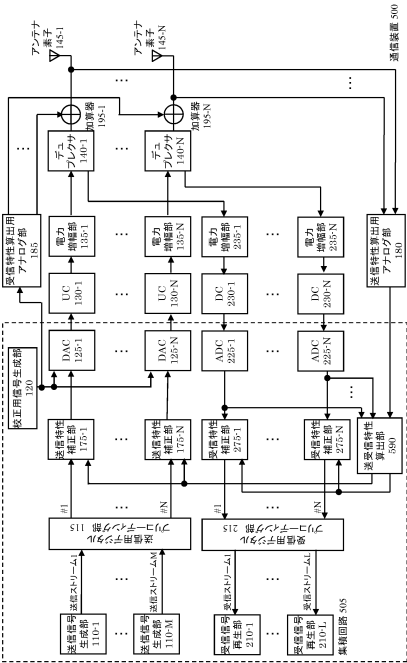 送信信号
生成部
110-1
送信信号
生成部
110-M
送信ストリーム1
送信ストリームM
送信用デジタル
プリコーディング部 115
#1
#N
校正用信号生成部
120
送信特性
補正部
175-1
送信特性
補正部
175-N
DAC
125-1
DAC
125-N
UC
130-1
UC
130-N
電力
増幅部
135-1
電力
増幅部
135-N
デュ
プレクサ
140-1
デュ
プレクサ
140-N
加算器
195-1
加算器
195-N
アンテナ
素子
145-1
アンテナ
素子
145-N
受信特性算出用
アナログ部
185
受信信号
再生部
210-1
受信信号
再生部
210-L
受信ストリーム1
受信ストリームL
受信用デジタル
プリコーディング部 215
#1
#N
受信特性
補正部
275-1
受信特性
補正部
275-N
ADC
225-1
ADC
225-N
DC
230-1
DC
230-N
電力
増幅部
235-1
電力
増幅部
235-N
送受信特性
算出部
590
送信特性算出用
アナログ部
180
集積回路 505
通信装置 500